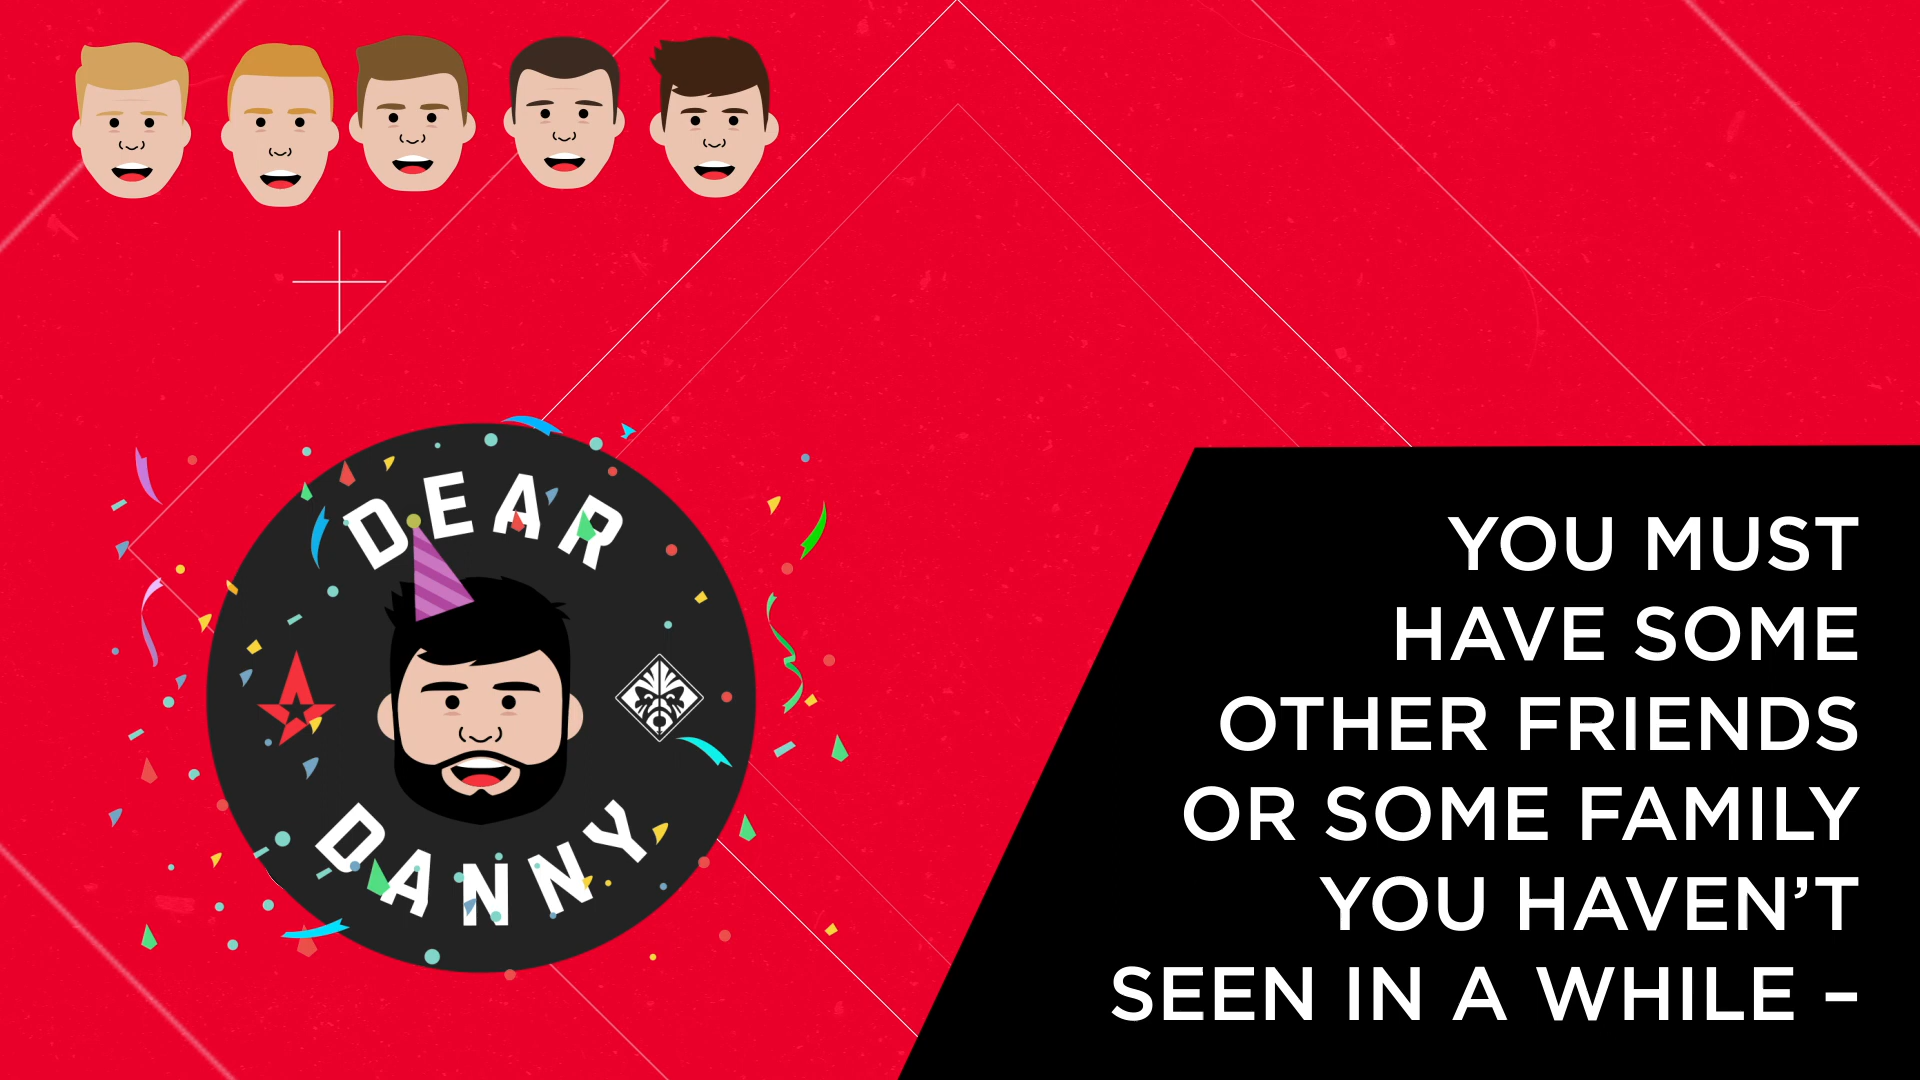 DEAR
DANNY
YOU MUST
HAVE SOME
OTHER FRIENDS
OR SOME FAMILY
YOU HAVEN’T
SEEN IN A WHILE –